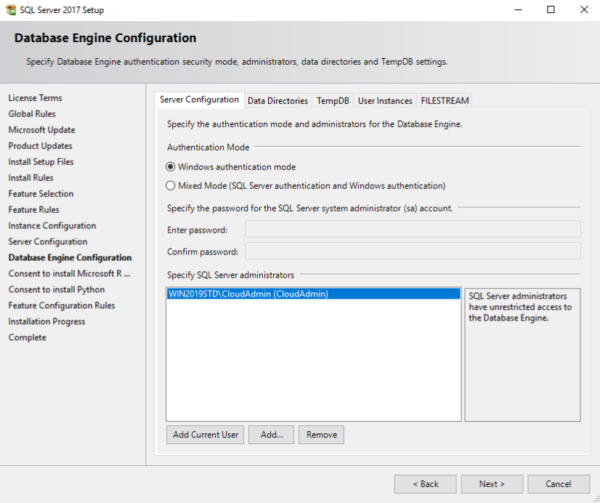 SQL Server 2017 Setup
Database Engine Configuration
Specify Database Engine authentication security mode, administrators, data directories and TempDB settings.
License Terms
Global Rules
Microsoft Update
Product Updates
Install Setup Files
Install Rules
Feature Selection
Feature Rules
Instance Configuration
Server Configuration
Database Engine Configuration
Consent to install Microsoft R ...
Consent to install Python
Feature Configuration Rules
Installation Progress
Complete
Server Configuration Data Directories TempDB User Instances FILESTREAM
Specify the authentication mode and administrators for the Database Engine.
Authentication Mode
Windows authentication mode
Mixed Mode (SQL Server authentication and Windows authentication)
Specify the password for the SQL Server system administrator (sa) account.
Enter password:
Confirm password:
Specify SQL Server administrators
WIN2019STD\CloudAdmin (CloudAdmin)
SQL Server administrators
have unrestricted access to
the Database Engine.
Add Current User Add... Remove
< Back Next > Cancel